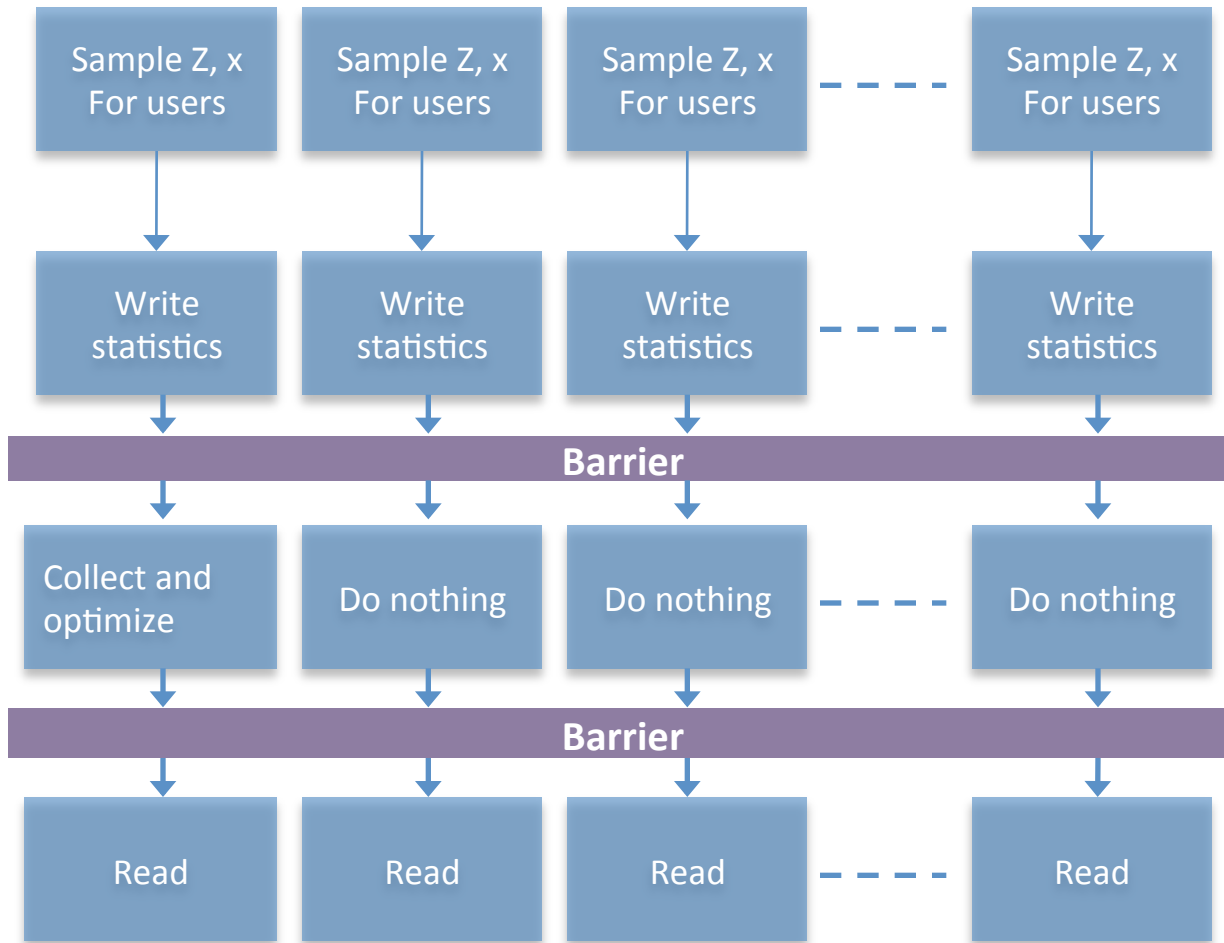 Sample Z, x
For users
Sample Z, x
For users
Sample Z, x
For users
Sample Z, x
For users
Write
statistics
Write
statistics
Write
statistics
Write
statistics
Barrier
Collect and
optimize
Do nothing
Do nothing
Do nothing
Barrier
Read
Read
Read
Read